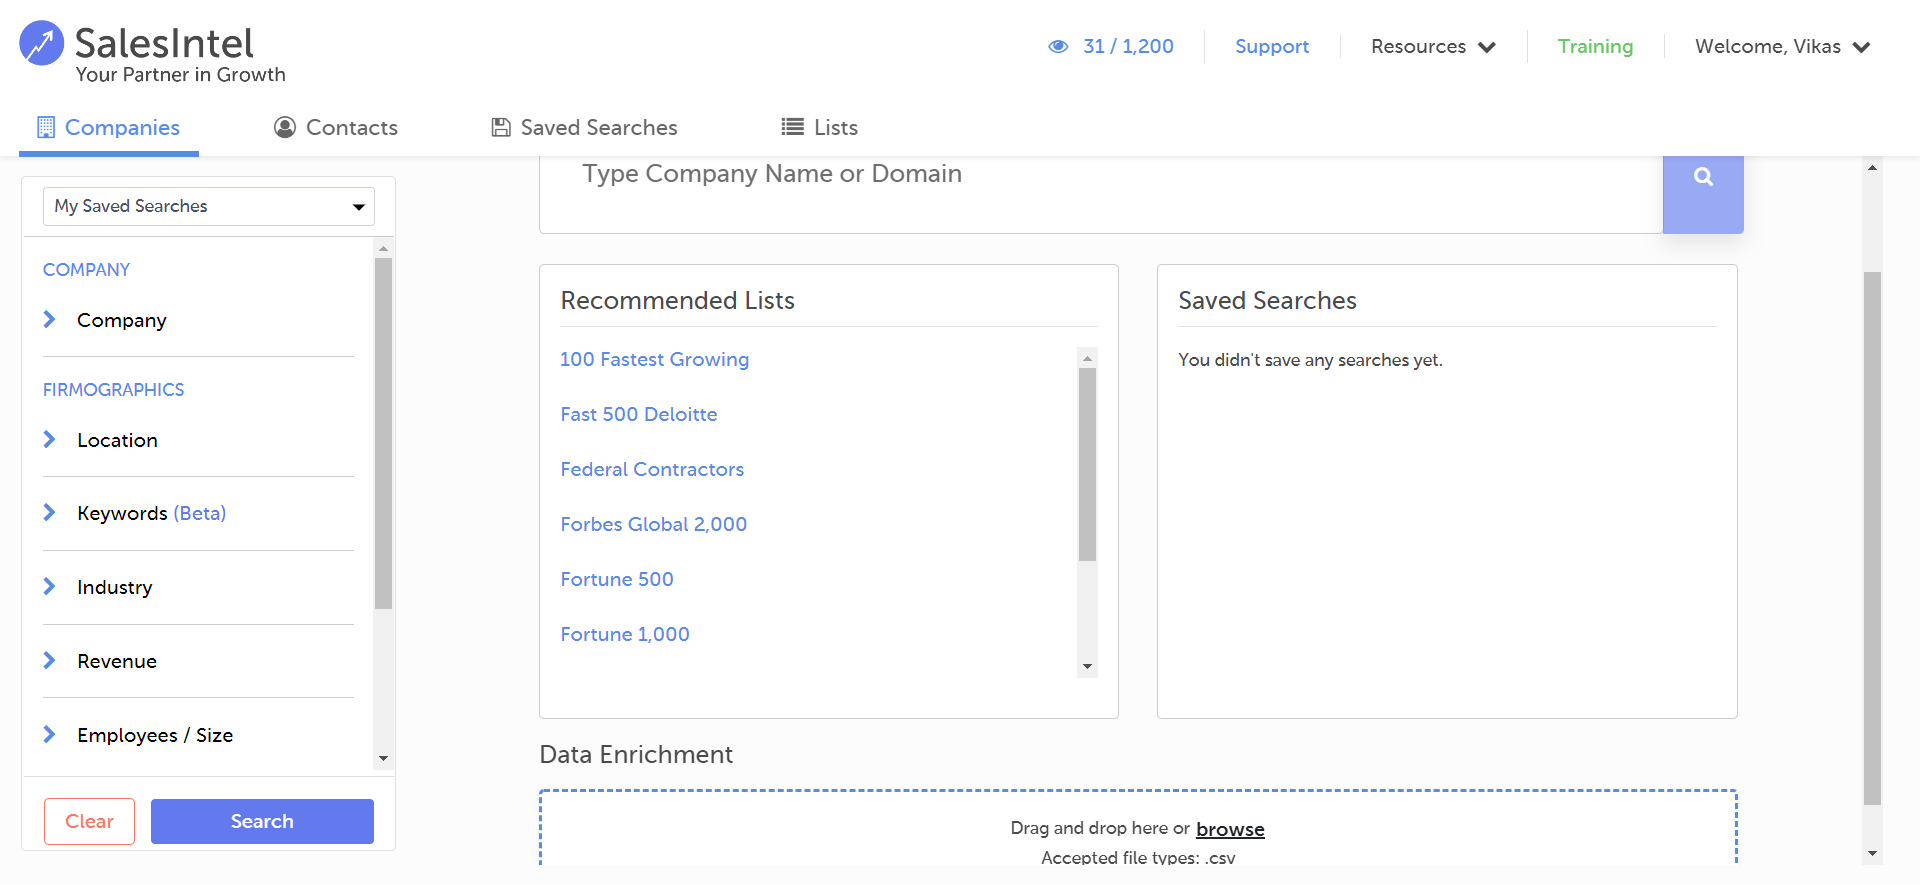 SalesIntel
Your Partner in Growth
31 / 1,200
Support
Resources
Training
Welcome, Vikas
Companies
Contacts
Saved Searches
Lists
My Saved Searches
COMPANY
Company
FIRMOGRAPHICS
Location
Keywords (Beta)
Industry
Revenue
Employees / Size
Clear
Search
Type Company Name or Domain
Recommended Lists
100 Fastest Growing
Fast 500 Deloitte
Federal Contractors
Forbes Global 2,000
Fortune 500
Fortune 1,000
Saved Searches
You didn't save any searches yet.
Data Enrichment
Drag and drop here or browse
Accepted file types: .csv